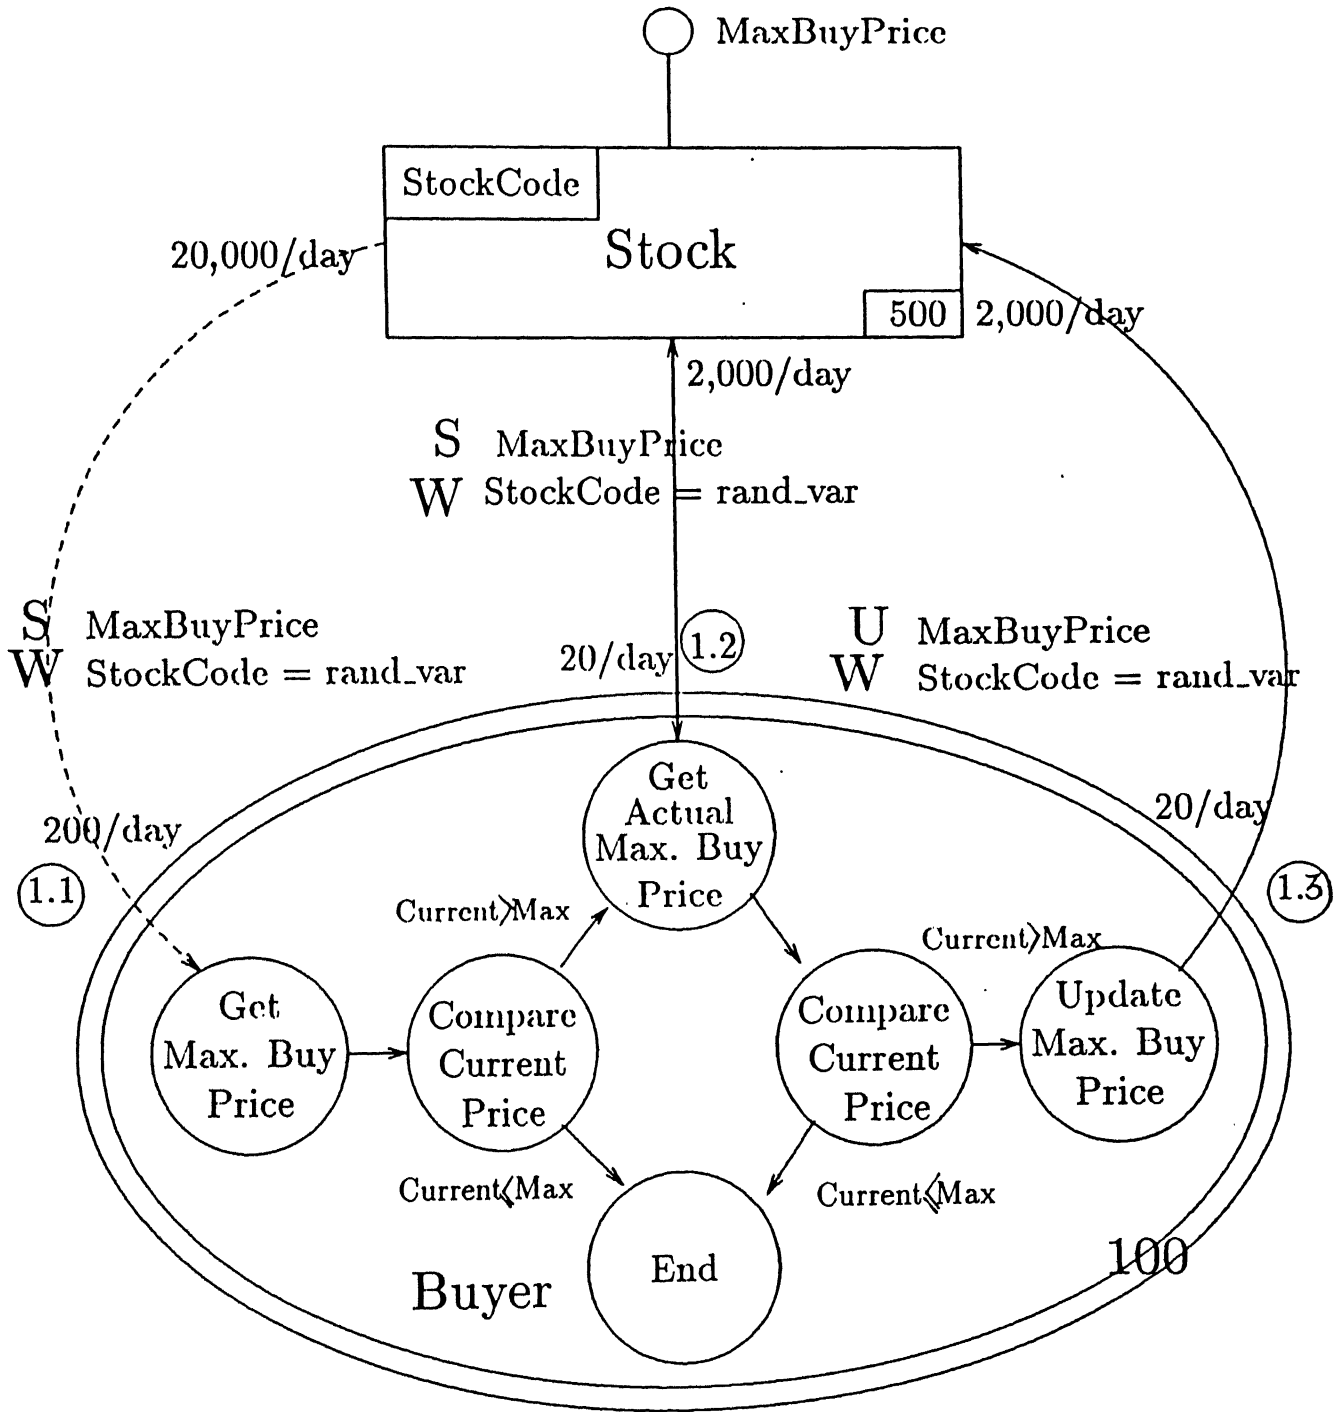 MaxBuyPrice
StockCode
Stock
500
20,000/day
2,000/day
2,000/day
S MaxBuyPrice
W StockCode = rand_var
S MaxBuyPrice
W StockCode = rand_var
20/day
1.2
U MaxBuyPrice
W StockCode = rand_var
200/day
1.1
20/day
1.3
Get
Actual
Max. Buy
Price
Current>Max
Current>Max
Get
Max. Buy
Price
Compare
Current
Price
Compare
Current
Price
Update
Max. Buy
Price
Current⩽Max
Current⩽Max
End
Buyer
100